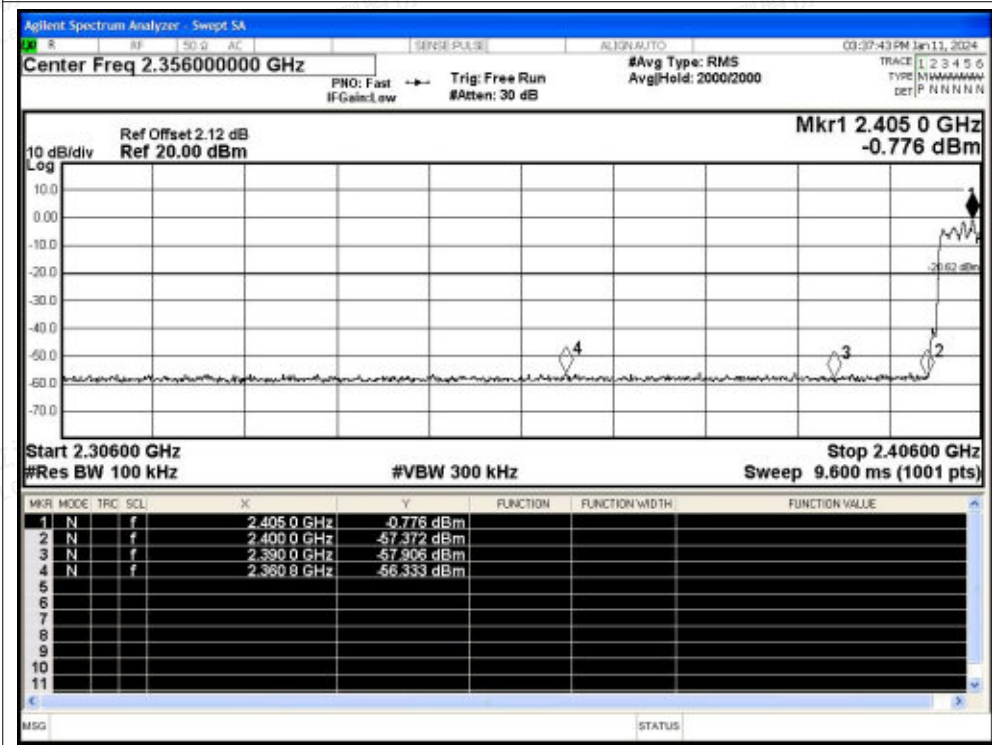 Agilent Spectrum Analyzer - Swept SA
R RF 50 Ω AC SENSE:PULSE ALIGN AUTO 03:37:43 PM Jan 11, 2024
Center Freq 2.356000000 GHz #Avg Type: RMS TRACE 1 2 3 4 5 6
PNO: Fast Trig: Free Run Avg|Hold: 2000/2000 TYPE MWWWWW
IFGain:Low #Atten: 30 dB DET P N N N N N
Mkr1 2.405 0 GHz
Ref Offset 2.12 dB
10 dB/div Ref 20.00 dBm -0.776 dBm
Log
10.0
1
0.00
-10.0
-20.0 -20.62 dBm
-30.0
-40.0
-50.0 4 3 2
-60.0
-70.0
Start 2.30600 GHz Stop 2.40600 GHz
#Res BW 100 kHz #VBW 300 kHz Sweep 9.600 ms (1001 pts)
MKR MODE TRC SCL X Y FUNCTION FUNCTION WIDTH FUNCTION VALUE
1 N f 2.405 0 GHz -0.776 dBm
2 N f 2.400 0 GHz -57.372 dBm
3 N f 2.390 0 GHz -57.906 dBm
4 N f 2.360 8 GHz -56.333 dBm
5
6
7
8
9
10
11
MSG STATUS